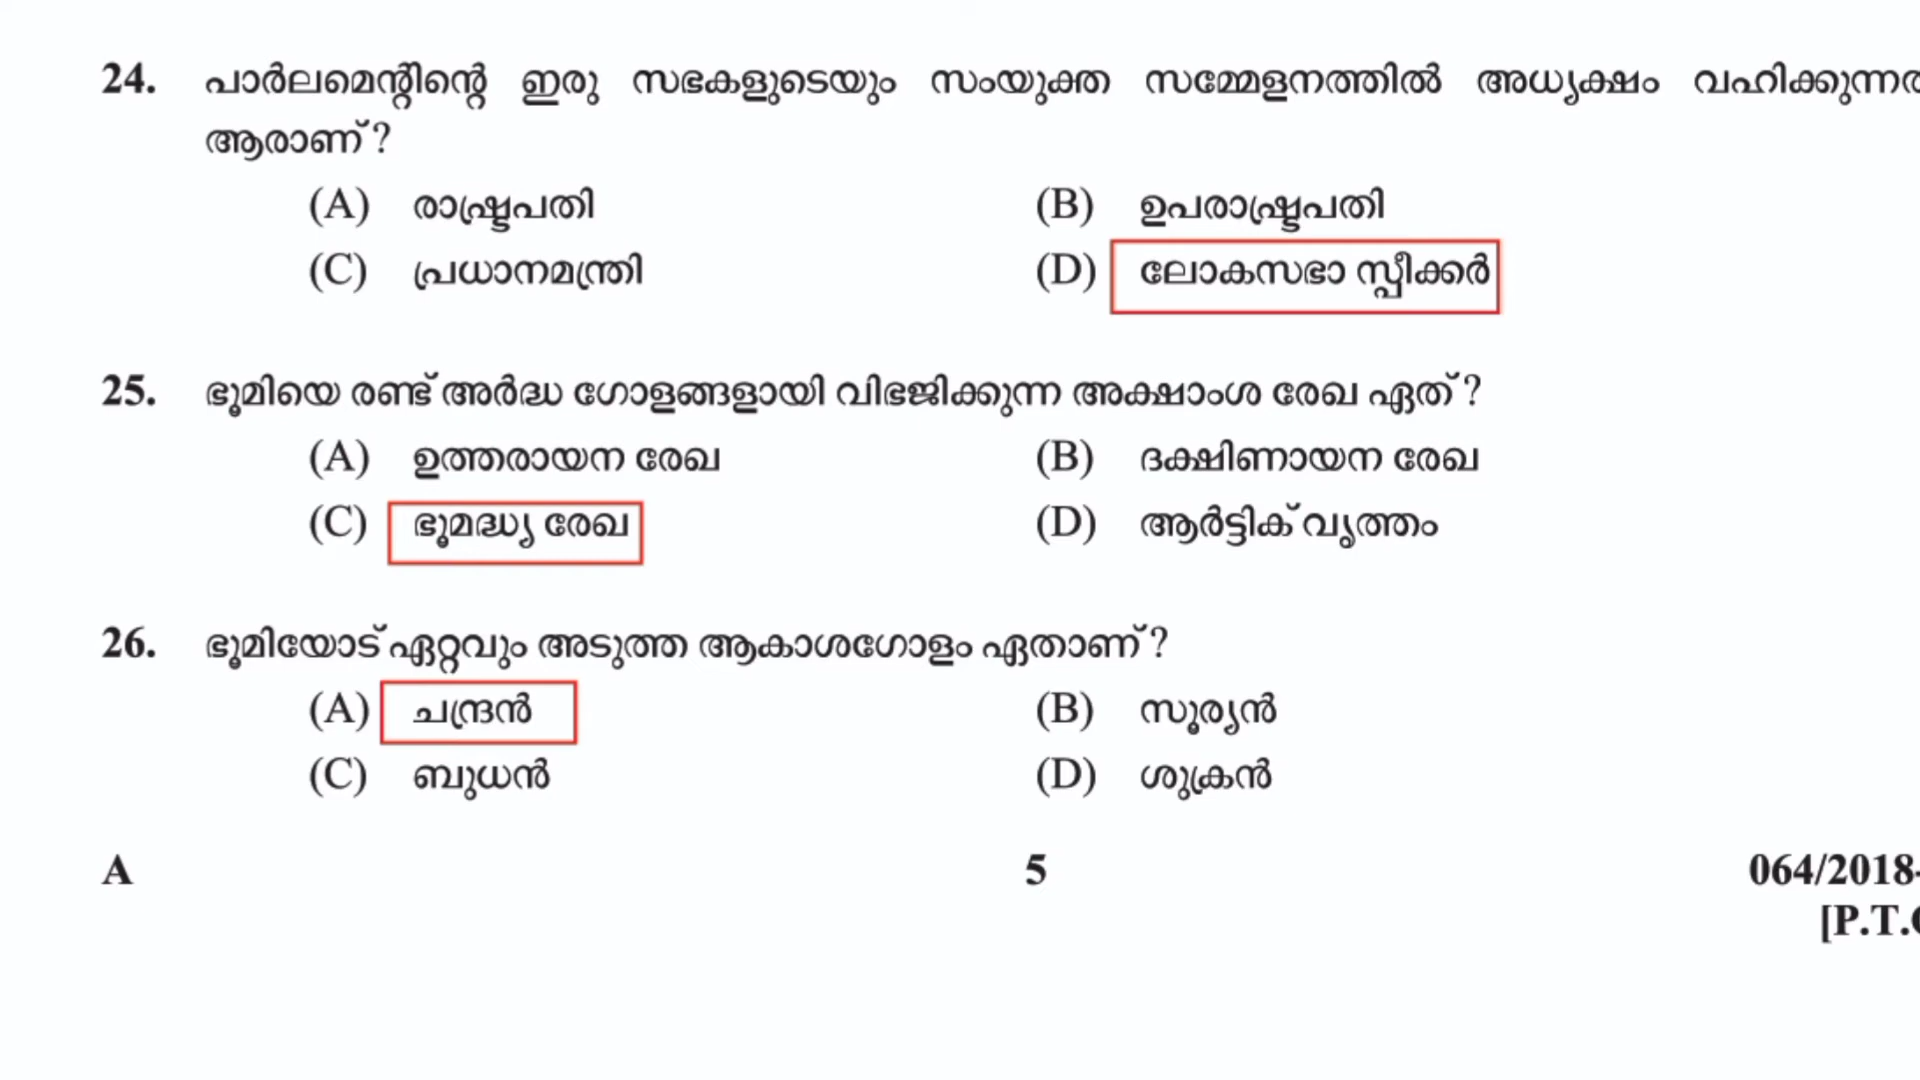 24. പാർലമെന്റിന്റെ ഇരു സഭകളുടെയും സംയുക്ത സമ്മേളനത്തിൽ അധ്യക്ഷം
ആരാണ് ?
(A) രാഷ്ട്രപതി (B) ഉപരാഷ്ട്രപതി
(C) പ്രധാനമന്ത്രി (D) ലോകസഭാ സ്പീക്കർ
25. ഭൂമിയെ രണ്ട് അർദ്ധ ഗോളങ്ങളായി വിഭജിക്കുന്ന അക്ഷാംശ രേഖ ഏത് ?
(A) ഉത്തരായന രേഖ (B) ദക്ഷിണായന രേഖ
(C) ഭൂമദ്ധ്യ രേഖ (D) ആർട്ടിക് വൃത്തം
26. ഭൂമിയോട് ഏറ്റവും അടുത്ത ആകാശഗോളം ഏതാണ് ?
(A) ചന്ദ്രൻ (B) സൂര്യൻ
(C) ബുധൻ (D) ശുക്രൻ
A 5 064/2018-
[P.T.